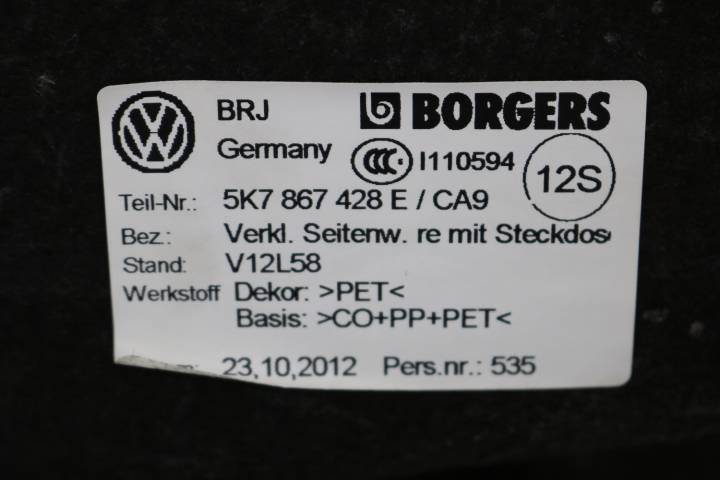 BRJ BORGERS
Germany CCC I110594 12S
Teil-Nr.: 5K7 867 428 E / CA9
Bez.: Verkl. Seitenw. re mit Steckdos
Stand: V12L58
Werkstoff Dekor: >PET<
Basis: >CO+PP+PET<
23,10,2012 Pers.nr.: 535